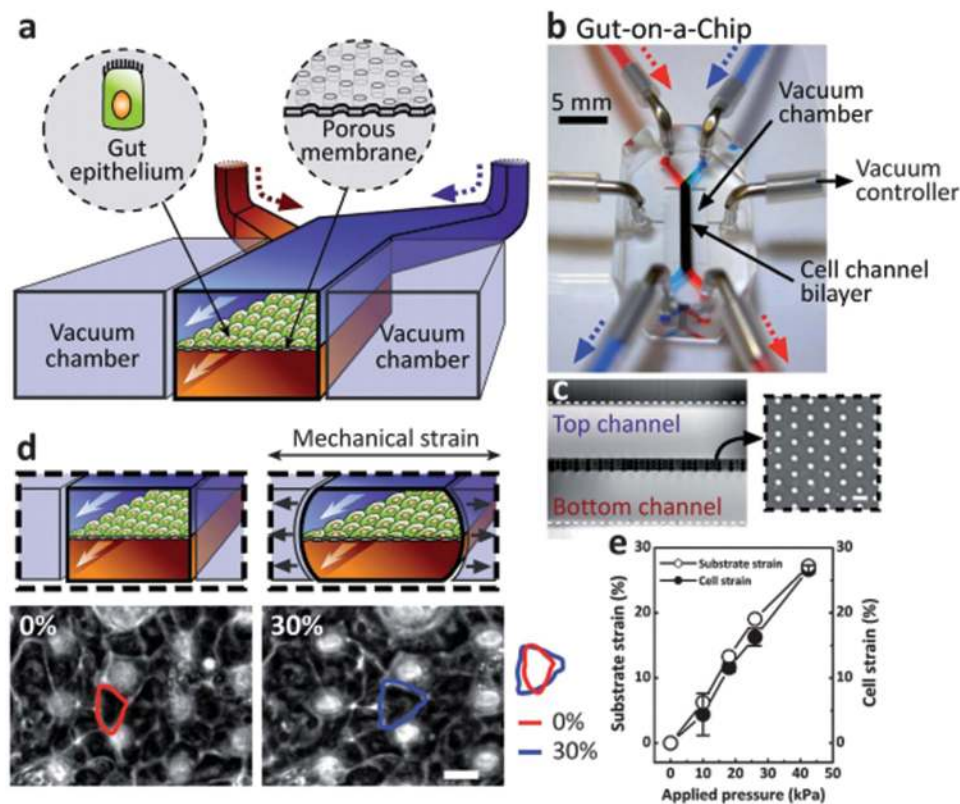 a
Gut
epithelium
Porous
membrane
Vacuum
chamber
Vacuum
chamber
b Gut-on-a-Chip
5 mm
Vacuum
chamber
Vacuum
controller
Cell channel
bilayer
c
Top channel
Bottom channel
d
Mechanical strain
0%
30%
0%
30%
e
Substrate strain
Cell strain
Substrate strain (%)
30
20
10
0
Cell strain (%)
30
20
10
0
0 10 20 30 40 50
Applied pressure (kPa)